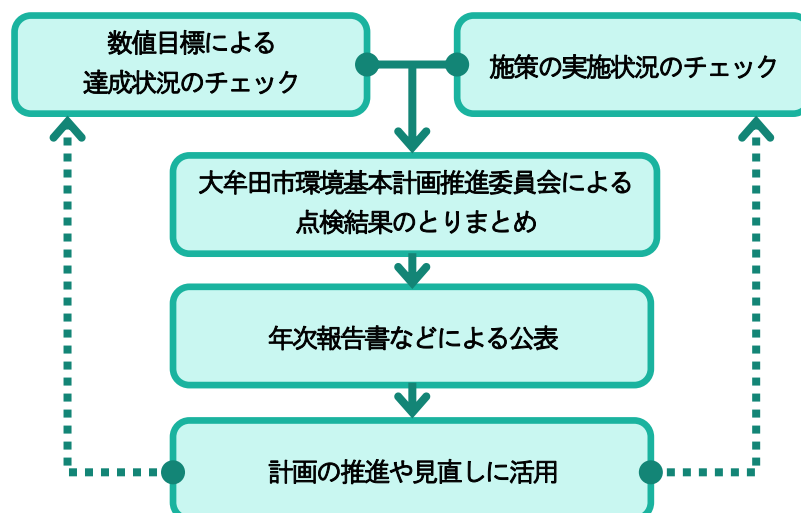 数値目標による
達成状況のチェック
施策の実施状況のチェック
大牟田市環境基本計画推進委員会による
点検結果のとりまとめ
年次報告書などによる公表
計画の推進や見直しに活用